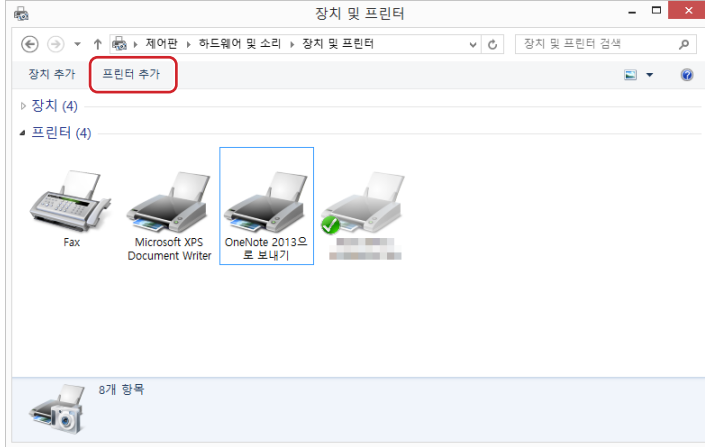 장치 및 프린터
제어판 ▸ 하드웨어 및 소리 ▸ 장치 및 프린터
장치 및 프린터 검색
장치 추가
프린터 추가
장치 (4)
프린터 (4)
Fax
Microsoft XPS
Document Writer
OneNote 2013으
로 보내기
8개 항목